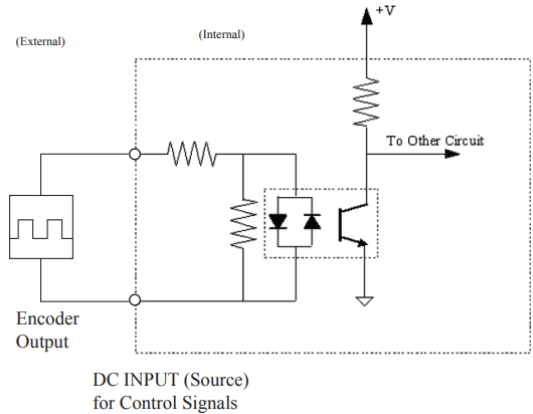 +V
(External)
(Internal)
To Other Circuit
Encoder
Output
DC INPUT (Source)
for Control Signals